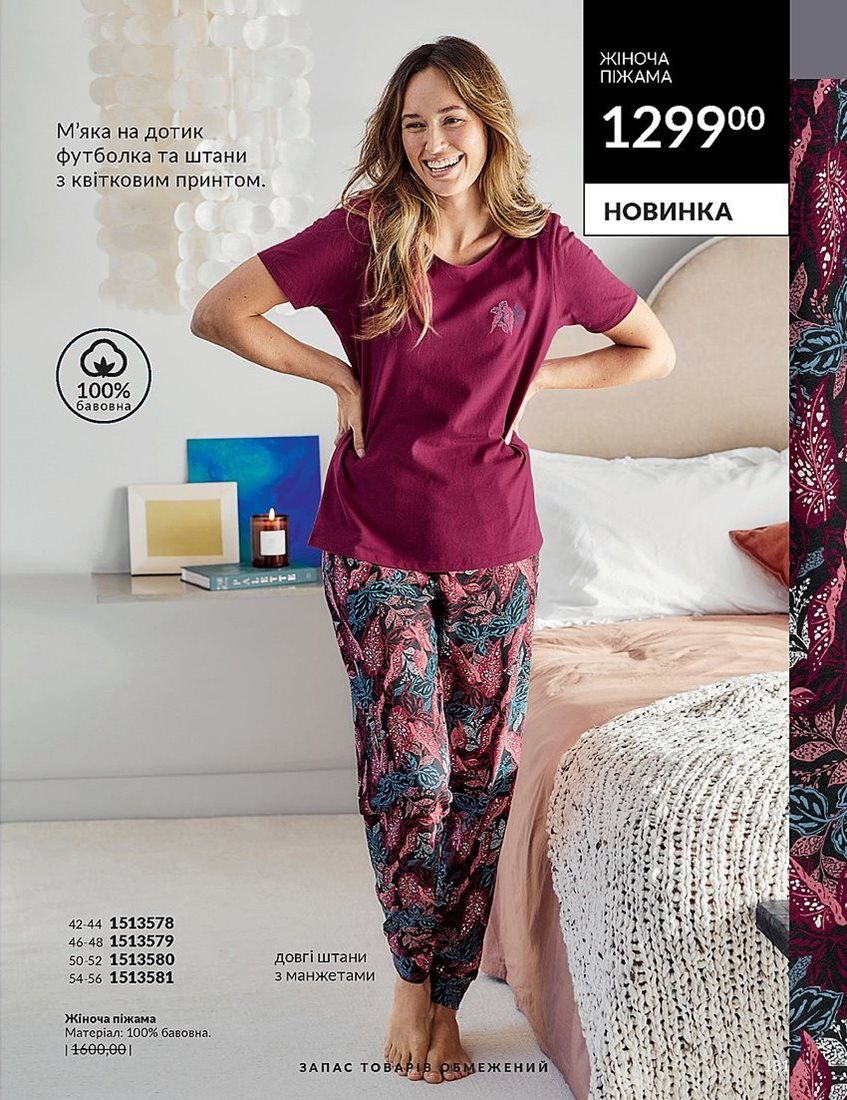 ЖІНОЧА
ПІЖАМА
1299⁰⁰
НОВИНКА
М’яка на дотик
футболка та штани
з квітковим принтом.
100%
бавовна
PALETTE
42-44 1513578
46-48 1513579
50-52 1513580
54-56 1513581
довгі штани
з манжетами
Жіноча піжама
Матеріал: 100% бавовна.
| 1600,00 |
ЗАПАС ТОВАРІВ ОБМЕЖЕНИЙ